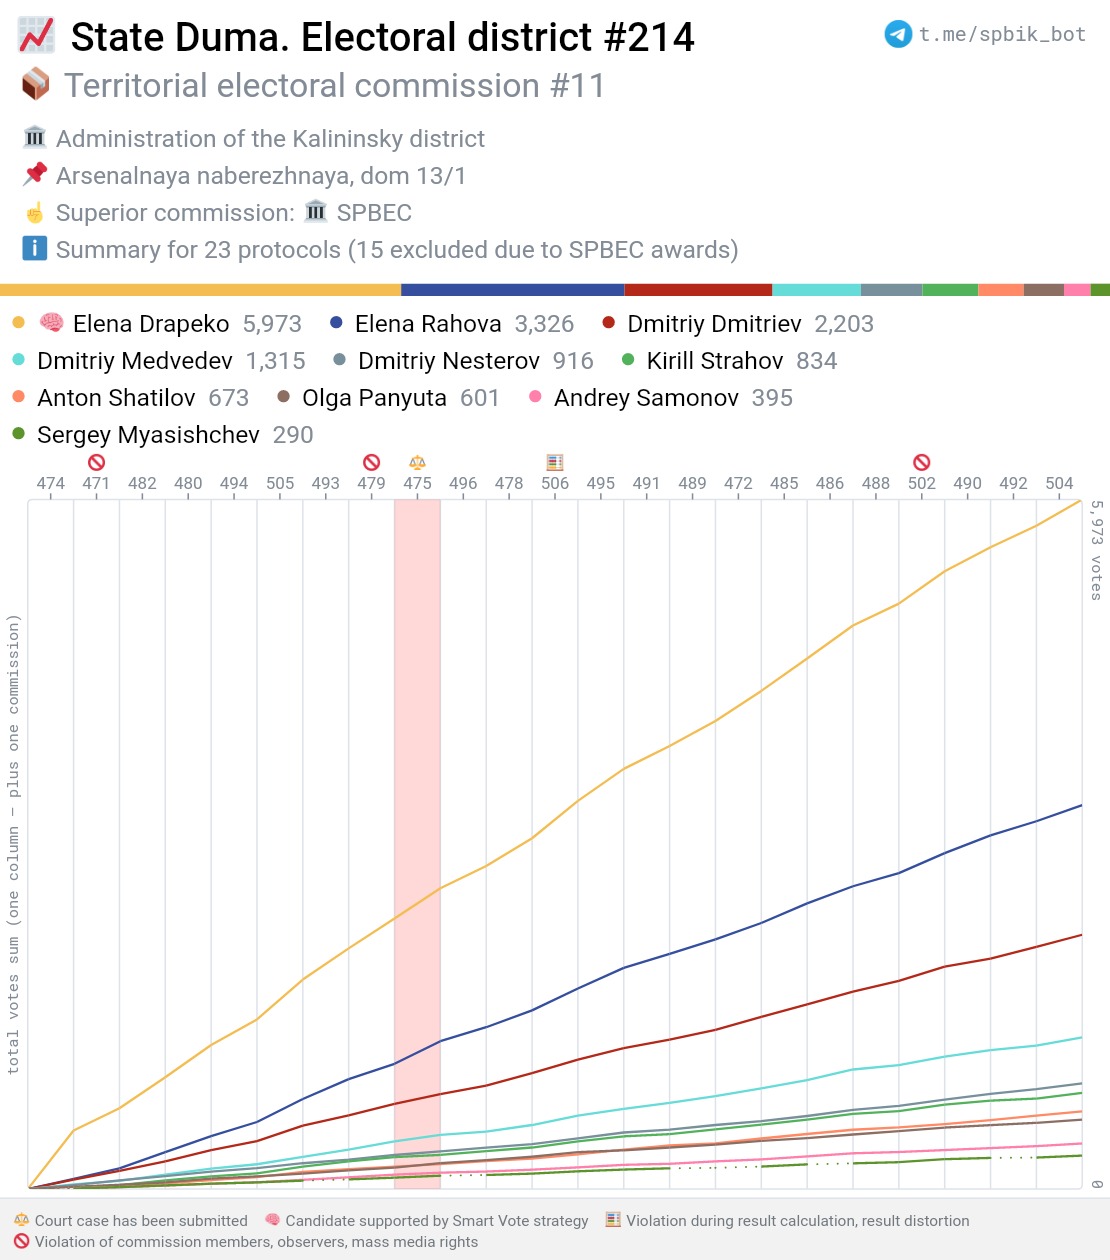 State Duma. Electoral district #214
t.me/spbik_bot
Territorial electoral commission #11
Administration of the Kalininsky district
Arsenalnaya naberezhnaya, dom 13/1
Superior commission: SPBEC
Summary for 23 protocols (15 excluded due to SPBEC awards)
Elena Drapeko 5,973 Elena Rahova 3,326 Dmitriy Dmitriev 2,203
Dmitriy Medvedev 1,315 Dmitriy Nesterov 916 Kirill Strahov 834
Anton Shatilov 673 Olga Panyuta 601 Andrey Samonov 395
Sergey Myasishchev 290
474 471 482 480 494 505 493 479 475 496 478 506 495 491 489 472 485 486 488 502 490 492 504
5,973 votes
total votes sum (one column – plus one commission)
0
Court case has been submitted Candidate supported by Smart Vote strategy Violation during result calculation, result distortion
Violation of commission members, observers, mass media rights